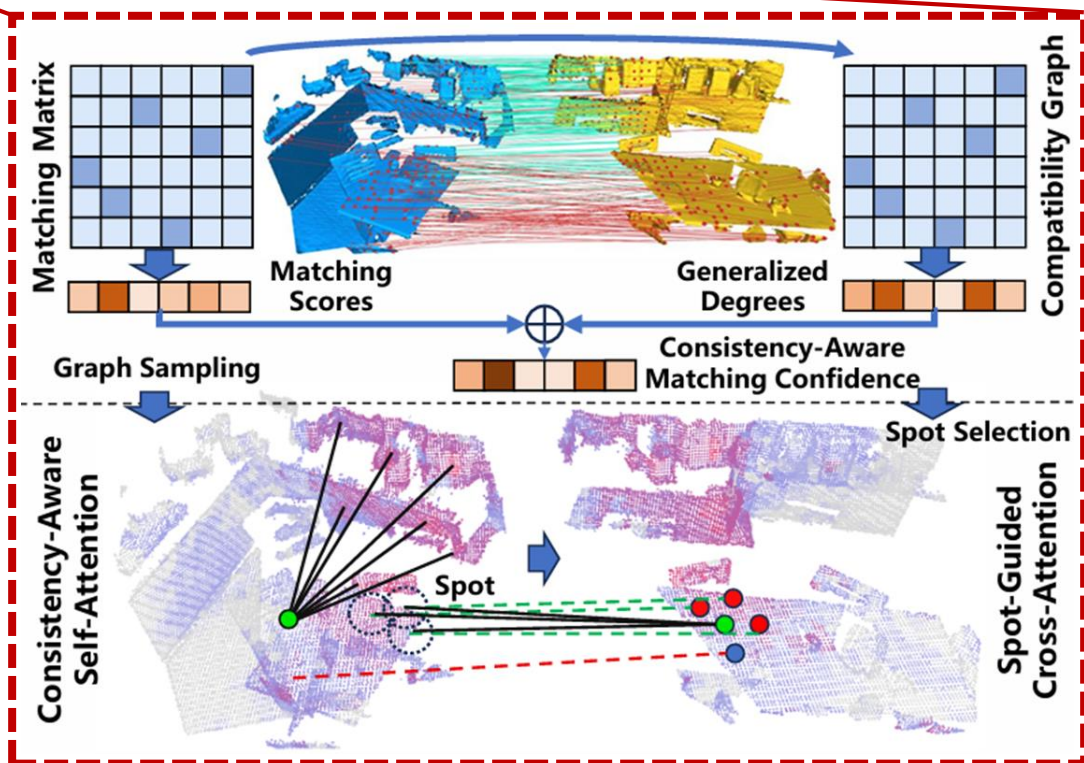 Matching Matrix
Compatibility Graph
Matching
Scores
Generalized
Degrees
Consistency-Aware
Matching Confidence
Graph Sampling
Spot Selection
Consistency-Aware
Self-Attention
Spot
Spot-Guided
Cross-Attention